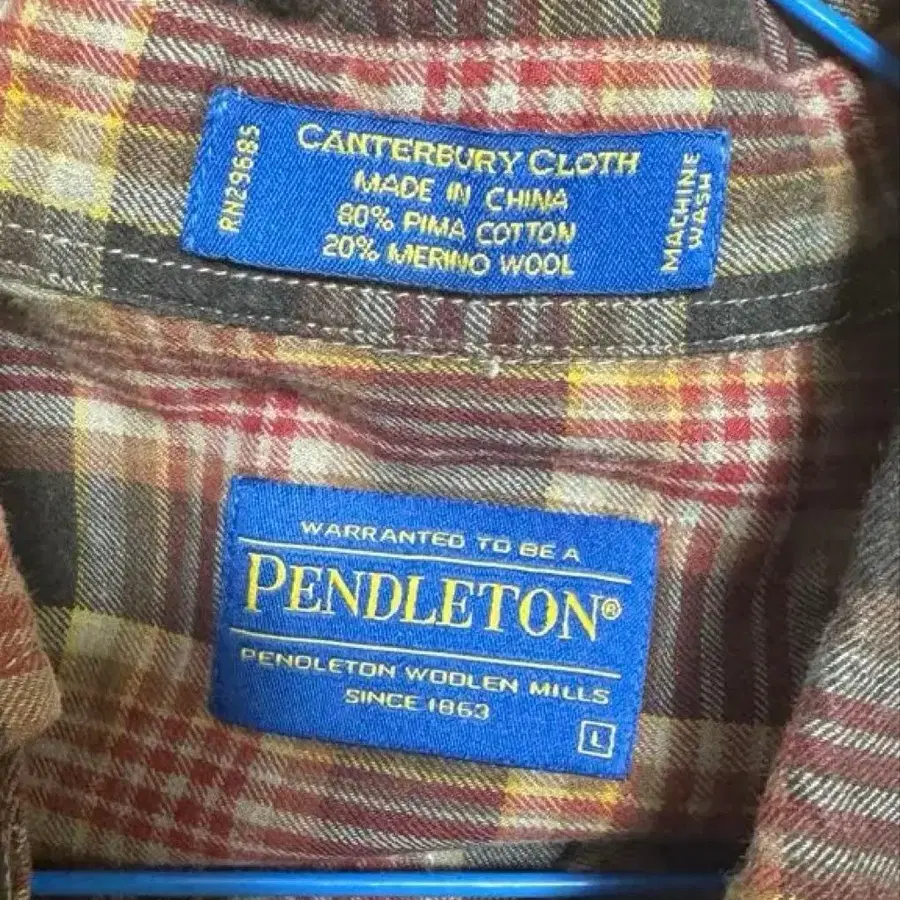 RN29685
CANTERBURY CLOTH
MADE IN CHINA
80% PIMA COTTON
20% MERINO WOOL
MACHINE
WASH
WARRANTED TO BE A
PENDLETON®
PENDLETON WOOLEN MILLS
SINCE 1863
L